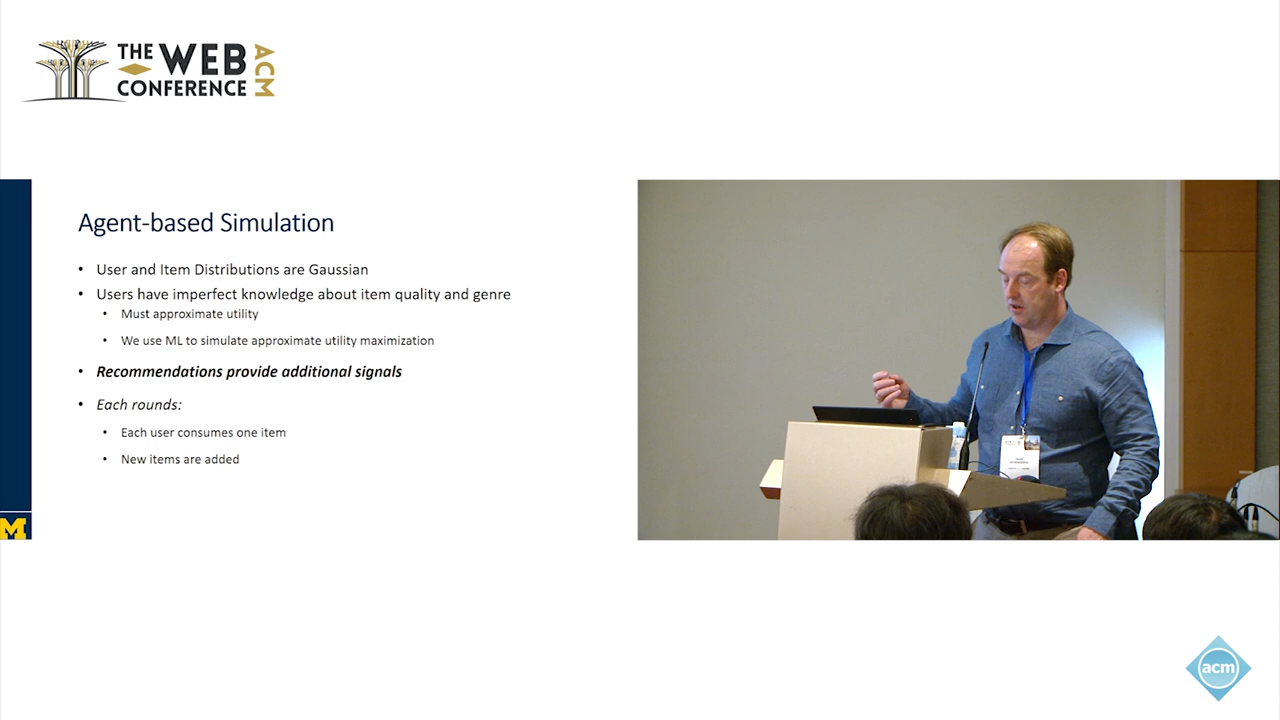 THE WEB
CONFERENCE
ACM
Agent-based Simulation
• User and Item Distributions are Gaussian
• Users have imperfect knowledge about item quality and genre
• Must approximate utility
• We use ML to simulate approximate utility maximization
• Recommendations provide additional signals
• Each rounds:
• Each user consumes one item
• New items are added
M
acm